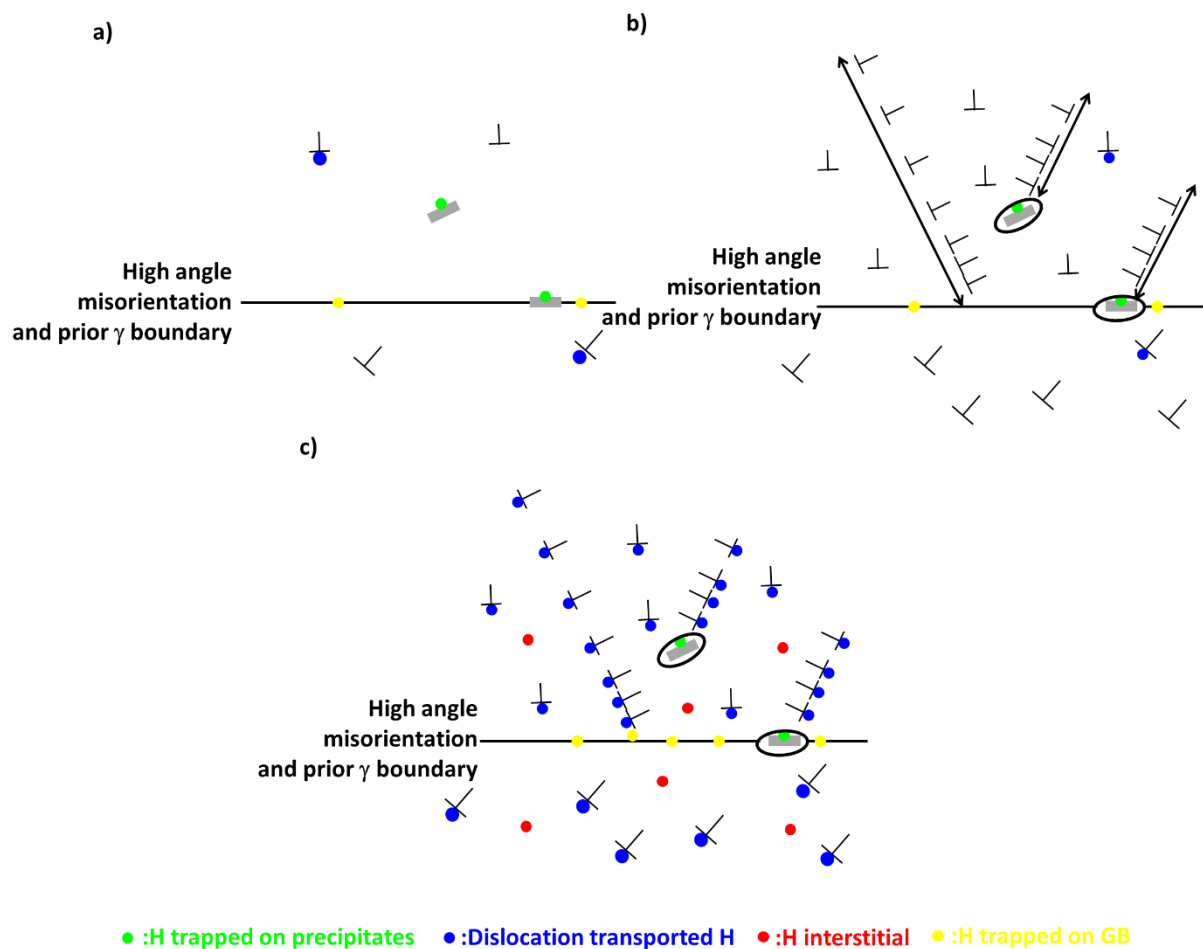 a)
b)
High angle
misorientation
and prior γ boundary
High angle
misorientation
and prior γ boundary
c)
High angle
misorientation
and prior γ boundary
:H trapped on precipitates :Dislocation transported H :H interstitial :H trapped on GB